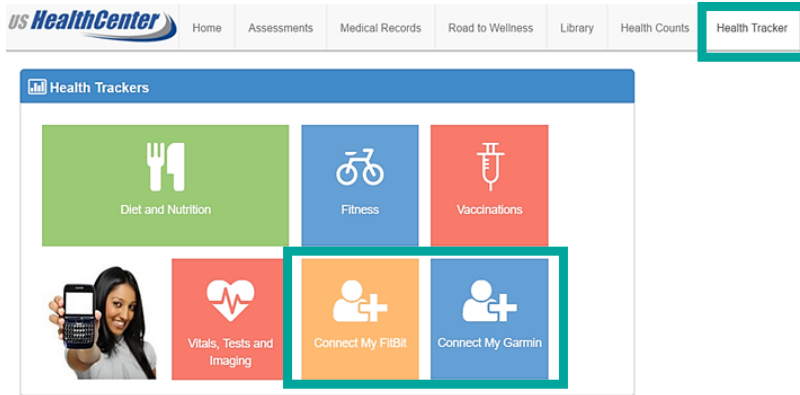 us HealthCenter
Home
Assessments
Medical Records
Road to Wellness
Library
Health Counts
Health Tracker
Health Trackers
Diet and Nutrition
Fitness
Vaccinations
Vitals, Tests and
Imaging
Connect My FitBit
Connect My Garmin